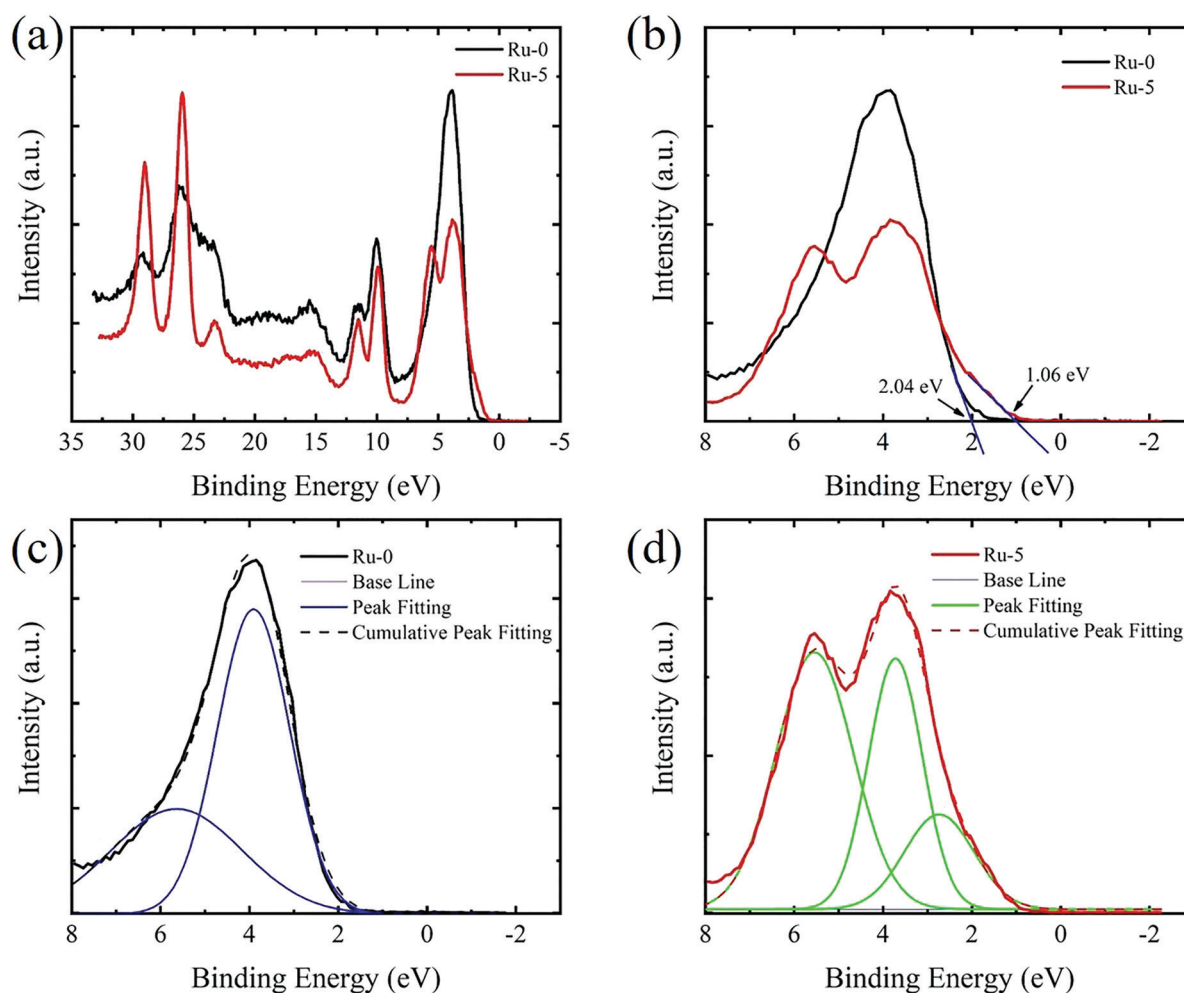 (a)
Ru-0
Ru-5
Intensity (a.u.)
35 30 25 20 15 10 5 0 -5
Binding Energy (eV)
(b)
Ru-0
Ru-5
Intensity (a.u.)
2.04 eV
1.06 eV
8 6 4 2 0 -2
Binding Energy (eV)
(c)
Ru-0
Base Line
Peak Fitting
Cumulative Peak Fitting
Intensity (a.u.)
8 6 4 2 0 -2
Binding Energy (eV)
(d)
Ru-5
Base Line
Peak Fitting
Cumulative Peak Fitting
Intensity (a.u.)
8 6 4 2 0 -2
Binding Energy (eV)